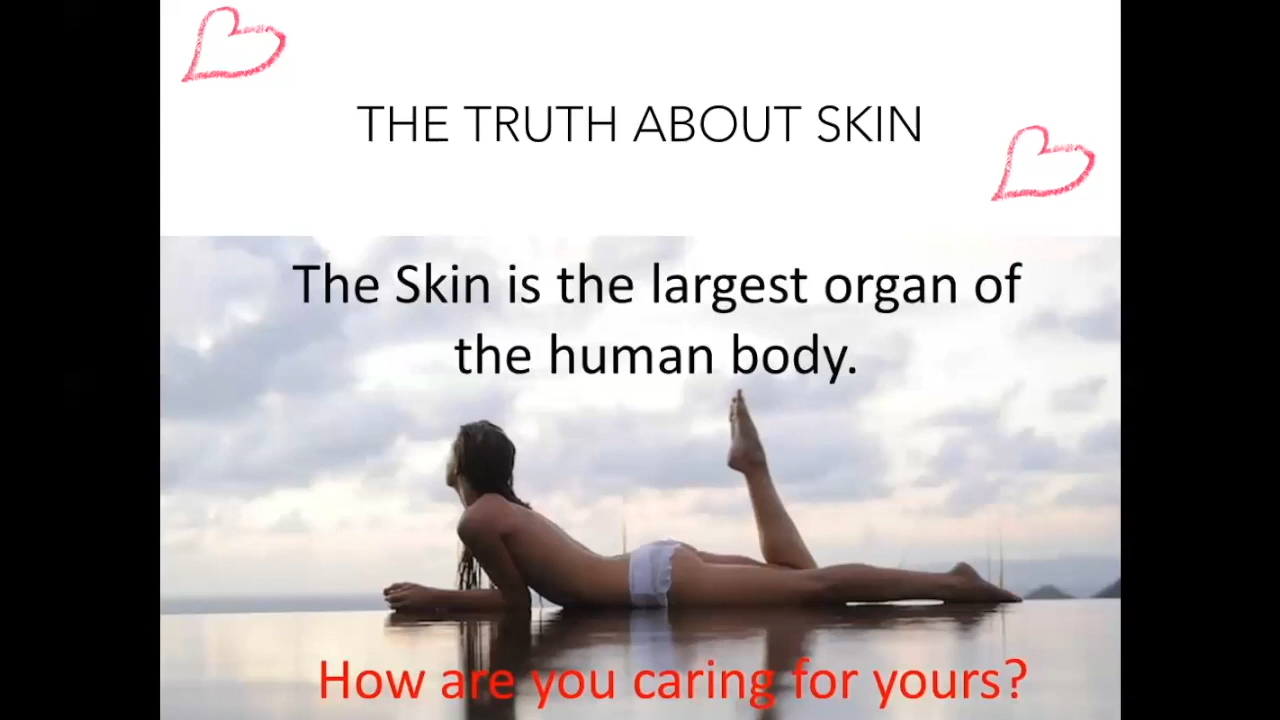 THE TRUTH ABOUT SKIN
The Skin is the largest organ of
the human body.
How are you caring for yours?